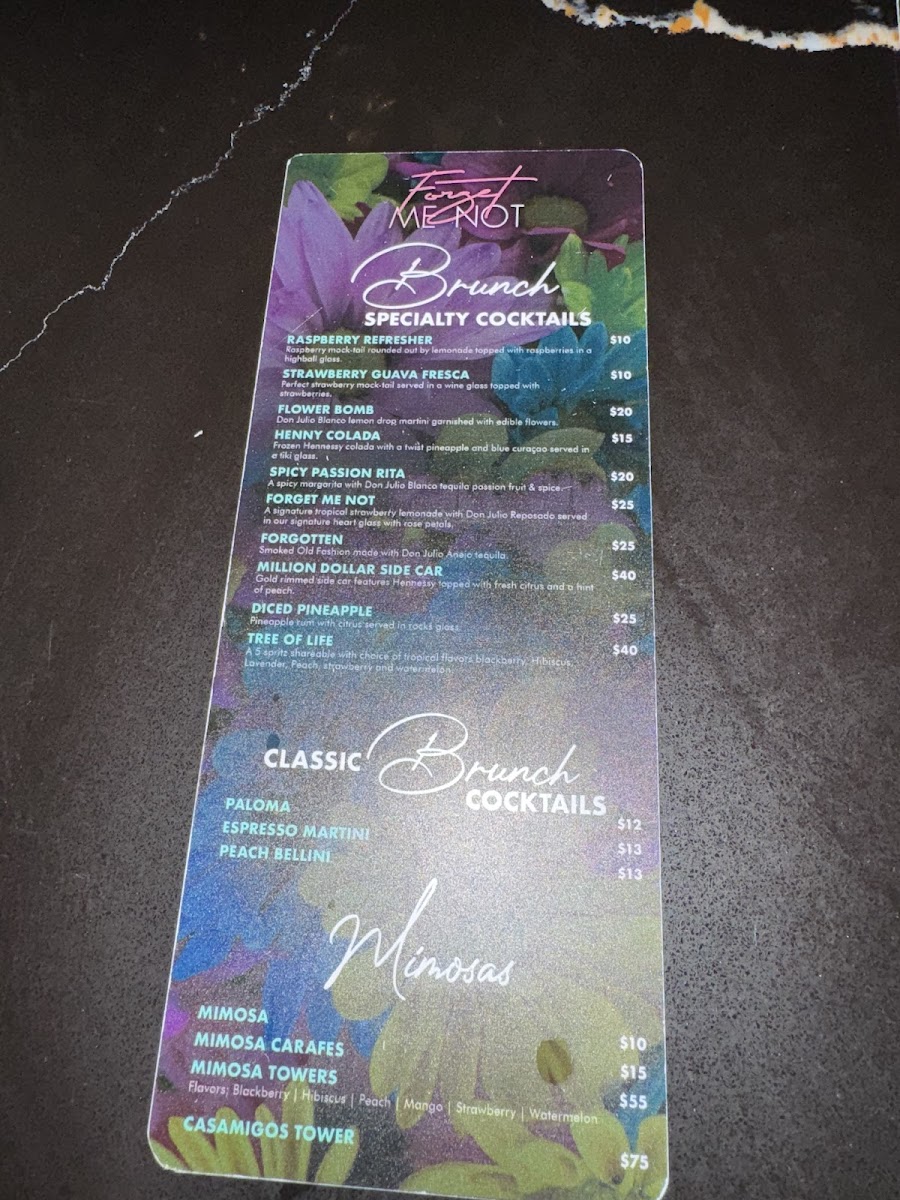 Forget
ME NOT
Brunch
SPECIALTY COCKTAILS
RASPBERRY REFRESHER $10
Raspberry mock-tail rounded out by lemonade topped with raspberries in a
highball glass.
STRAWBERRY GUAVA FRESCA $10
Perfect strawberry mock-tail served in a wine glass topped with
strawberries.
FLOWER BOMB $20
Don Julio Blanco lemon drop martini garnished with edible flowers.
HENNY COLADA $15
Frozen Hennessy colada with a twist pineapple and blue curaçao served in
a tiki glass.
SPICY PASSION RITA $20
A spicy margarita with Don Julio Blanco tequila passion fruit & spice.
FORGET ME NOT $25
A signature tropical strawberty lemonade with Don Julio Reposado served
in our signature heart glass with rose petals.
FORGOTTEN $25
Smoked Old Fashion made with Don Julio Anejo tequila.
MILLION DOLLAR SIDE CAR $40
Gold rimmed side car features Hennessy topped with fresh citrus and a hint
of peach.
DICED PINEAPPLE $25
Pineapple rum with citrus served in rocks glass
TREE OF LIFE $40
A 5 spritz shareable with choice of tropical flavors blackberry, Hibiscus,
Lavender, Peach, strawberry and watermelon
CLASSIC Brunch
COCKTAILS
PALOMA $12
ESPRESSO MARTINI $13
PEACH BELLINI $13
Mimosas
MIMOSA $10
MIMOSA CARAFES $15
MIMOSA TOWERS $55
Flavors; Blackberry | Hibiscus | Peach | Mango | Strawberry | Watermelon
CASAMIGOS TOWER $75